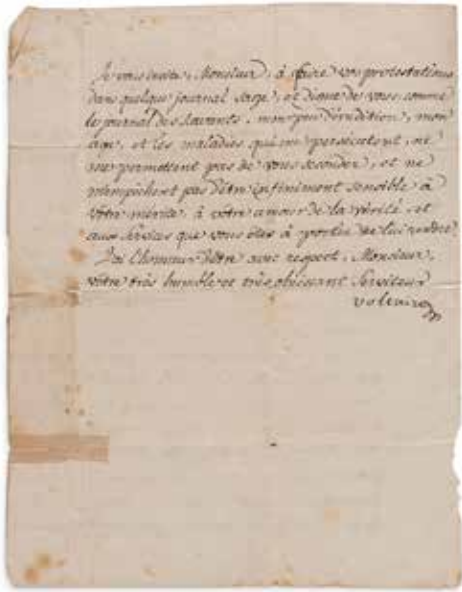 Je vous invite, Monsieur, à faire vos protestations
dans quelque journal sage, et digne de vous comme
le journal des savants. mon peu d'érudition, mon
age, et les maladies qui me persécutent, ne
me permettent pas de vous seconder, et ne
m'empêchent pas d'être infiniment sensible à
votre mérite, à votre amour de la vérité, et
aux services que vous êtes à portée de lui rendre.
J'ai l'honneur d'être avec respect, Monsieur,
votre très humble et très obéissant Serviteur
voltaire